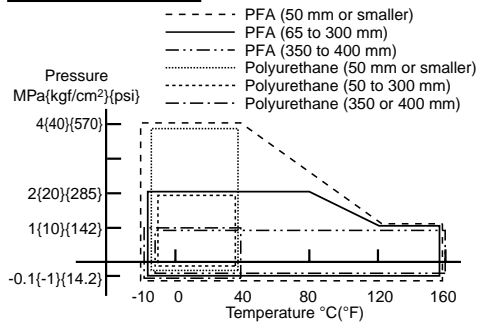 PFA (50 mm or smaller)
PFA (65 to 300 mm)
PFA (350 to 400 mm)
Polyurethane (50 mm or smaller)
Polyurethane (50 to 300 mm)
Polyurethane (350 or 400 mm)
Pressure
MPa{kgf/cm²}{psi}
4{40}{570}
2{20}{285}
1{10}{142}
-0.1{-1}{14.2}
-10 0 40 80 120 160
Temperature °C(°F)